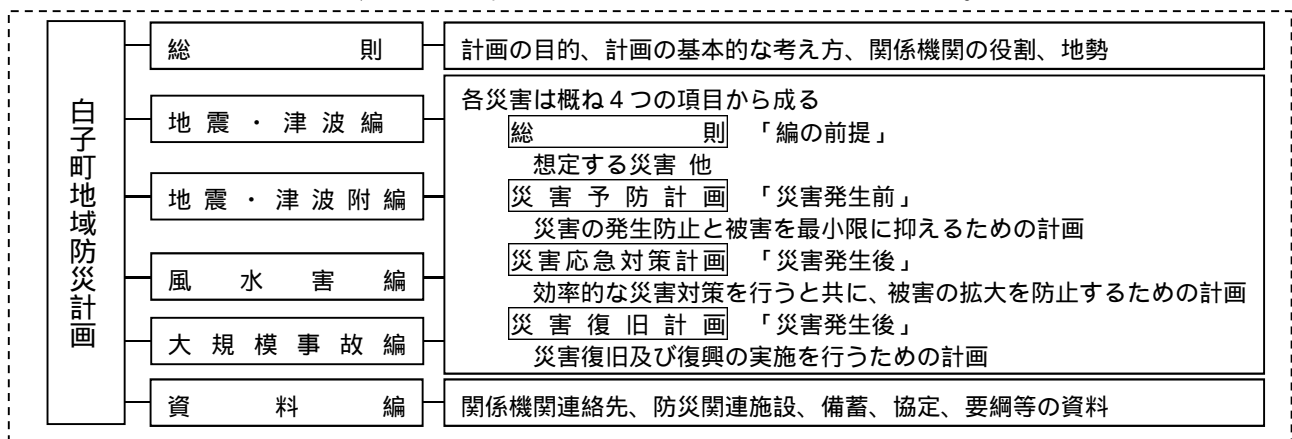 白子町地域防災計画
総則
計画の目的、計画の基本的な考え方、関係機関の役割、地勢
地震・津波編
地震・津波附編
風水害編
大規模事故編
各災害は概ね4つの項目から成る
総則 「編の前提」
想定する災害 他
災害予防計画 「災害発生前」
災害の発生防止と被害を最小限に抑えるための計画
災害応急対策計画 「災害発生後」
効率的な災害対策を行うと共に、被害の拡大を防止するための計画
災害復旧計画 「災害発生後」
災害復旧及び復興の実施を行うための計画
資料編
関係機関連絡先、防災関連施設、備蓄、協定、要綱等の資料